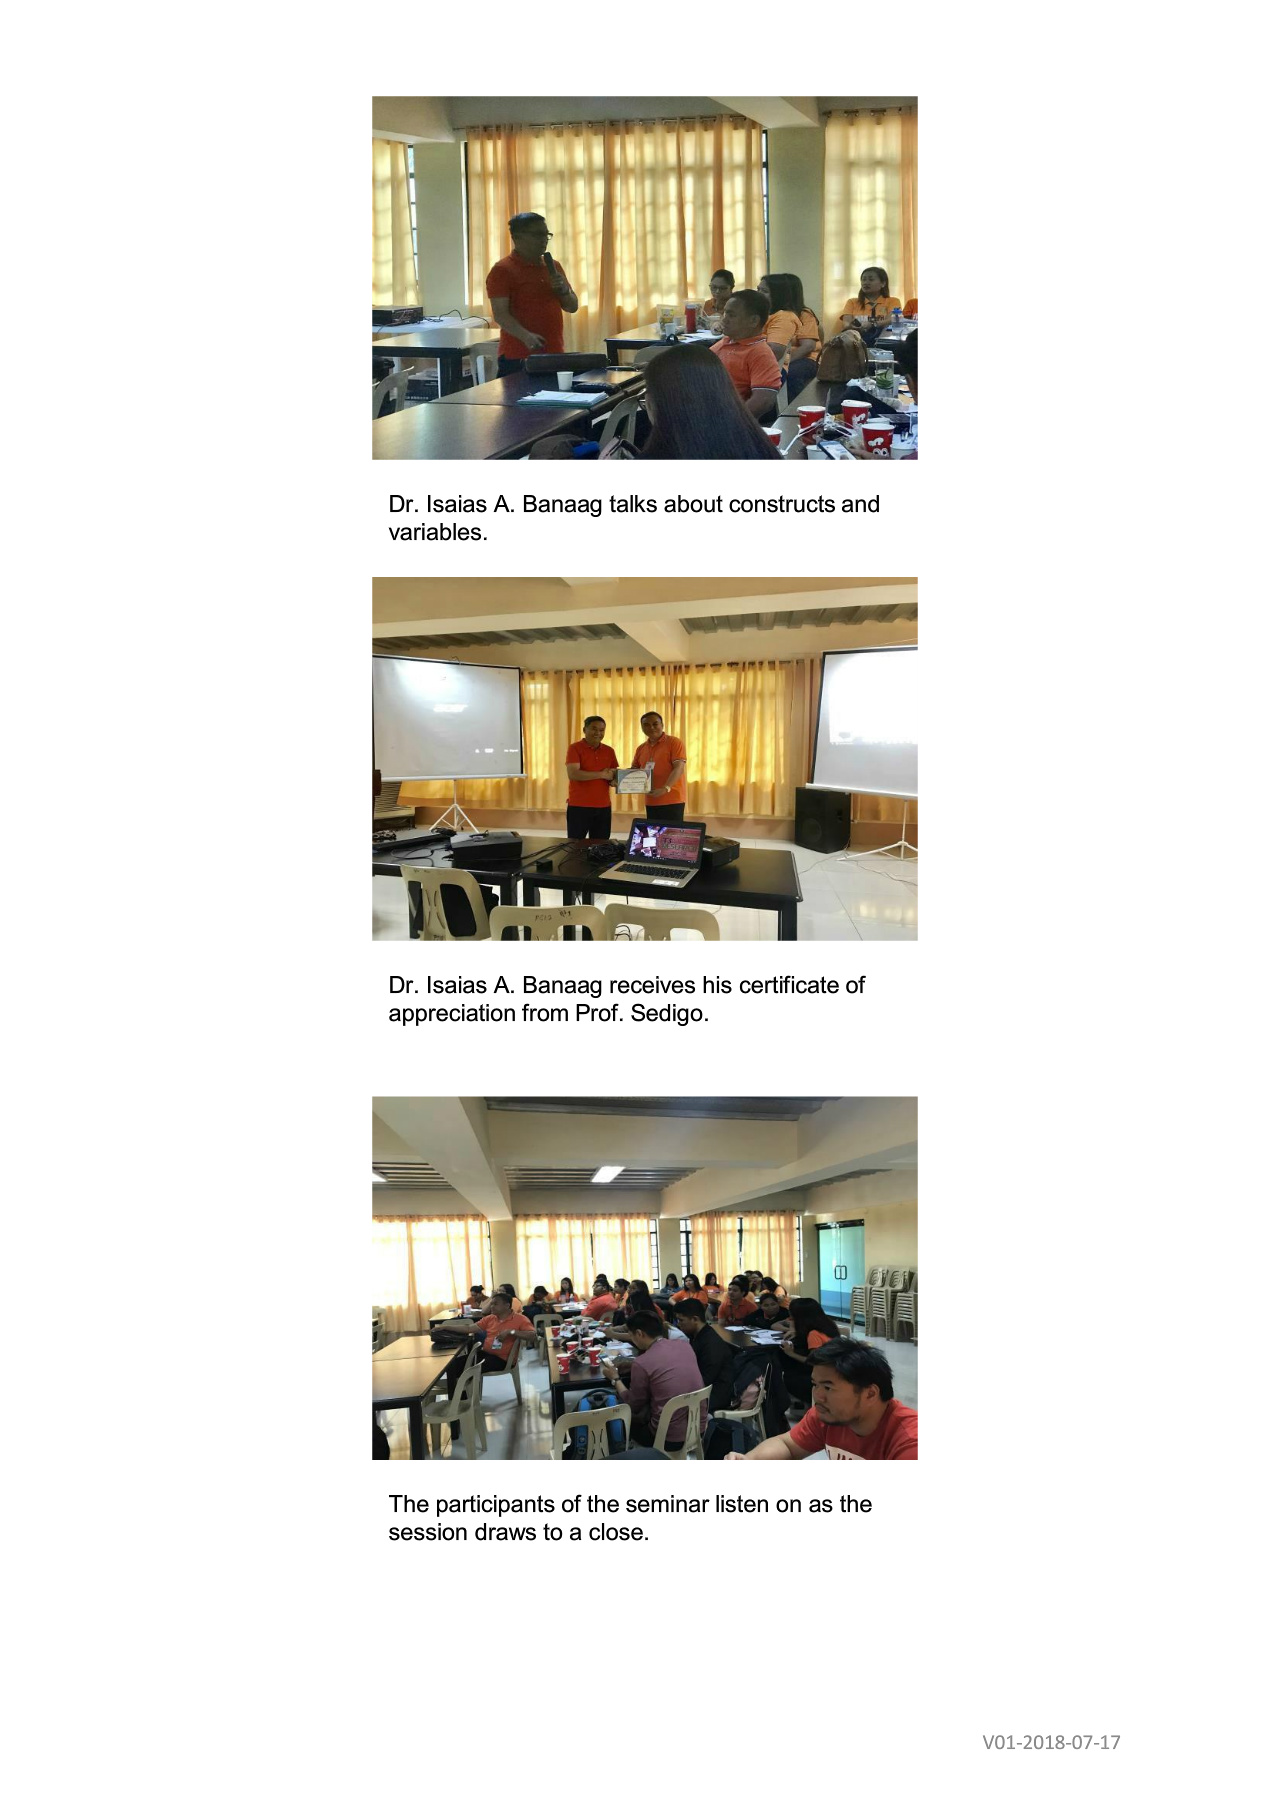 Dr. Isaias A. Banaag talks about constructs and
variables.
Dr. Isaias A. Banaag receives his certificate of
appreciation from Prof. Sedigo.
The participants of the seminar listen on as the
session draws to a close.
V01-2018-07-17